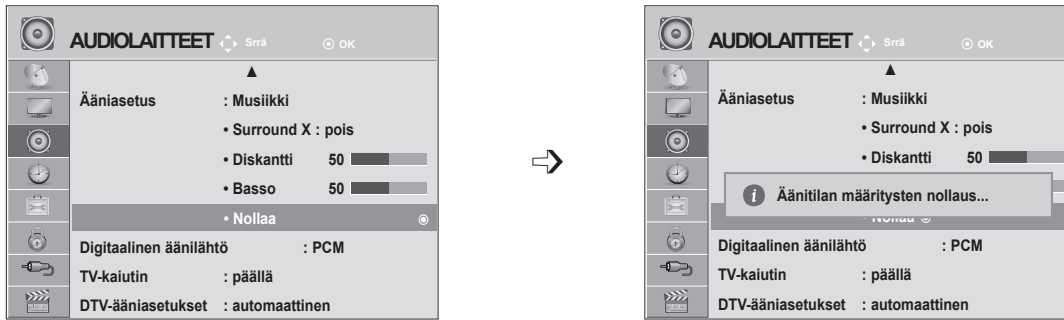 AUDIOLAITTEET Srrä OK
Ääniasetus : Musiikki
• Surround X : pois
• Diskantti 50
• Basso 50
• Nollaa
Digitaalinen äänilähtö : PCM
TV-kaiutin : päällä
DTV-ääniasetukset : automaattinen
AUDIOLAITTEET Srrä OK
Ääniasetus : Musiikki
• Surround X : pois
• Diskantti 50
Äänitilan määritysten nollaus...
• Nollaa
Digitaalinen äänilähtö : PCM
TV-kaiutin : päällä
DTV-ääniasetukset : automaattinen